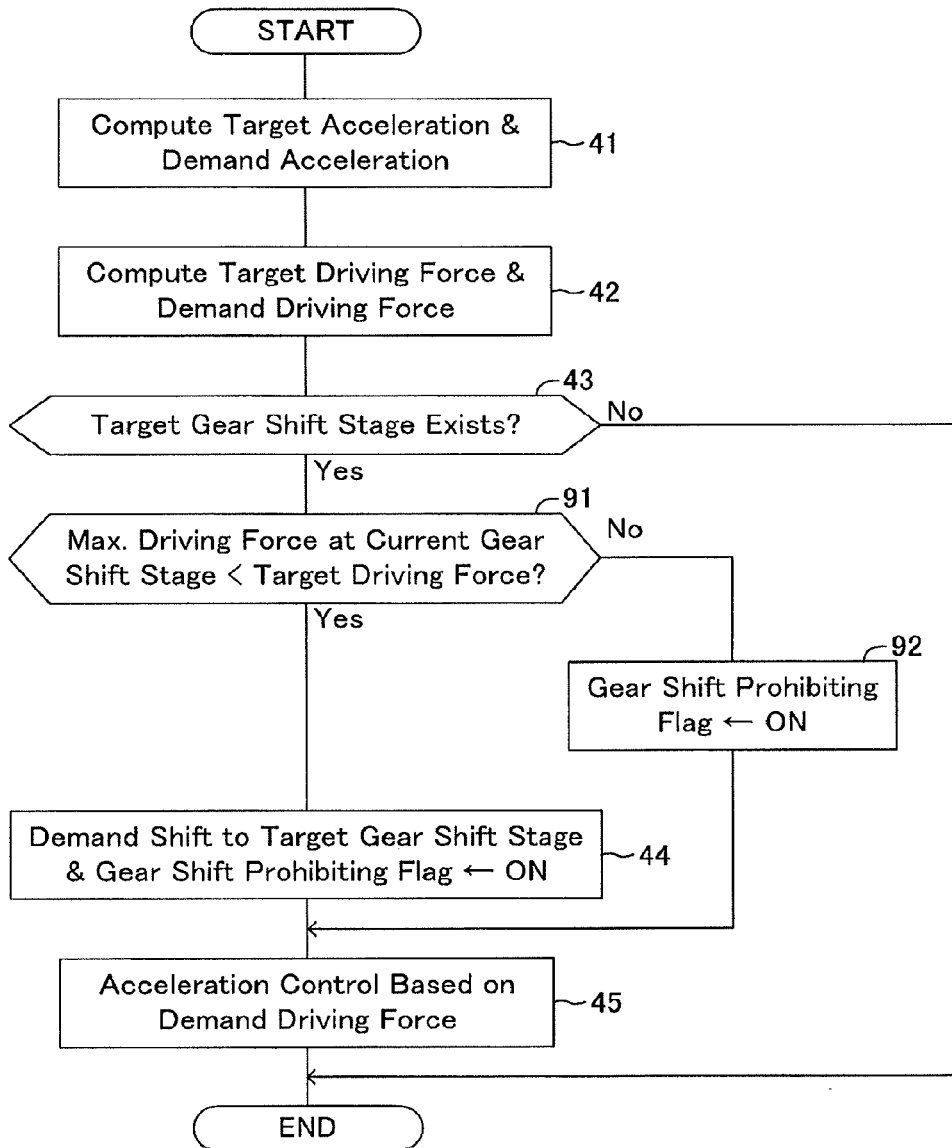 START
Compute Target Acceleration &
Demand Acceleration
41
Compute Target Driving Force &
Demand Driving Force
42
43
Target Gear Shift Stage Exists?
No
Yes
91
Max. Driving Force at Current Gear
Shift Stage < Target Driving Force?
No
Yes
92
Gear Shift Prohibiting
Flag ← ON
Demand Shift to Target Gear Shift Stage
& Gear Shift Prohibiting Flag ← ON
44
Acceleration Control Based on
Demand Driving Force
45
END